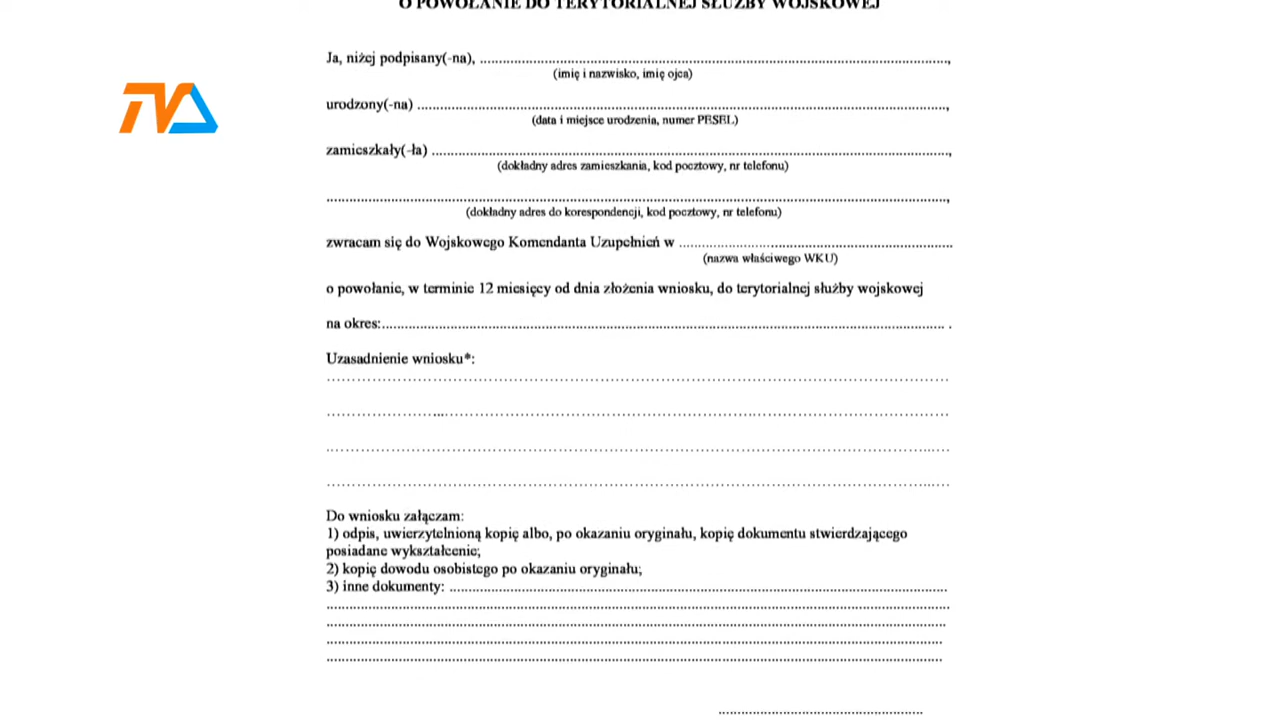 O POWOŁANIE DO TERYTORIALNEJ SŁUŻBY WOJSKOWEJ
Ja, niżej podpisany(-na), ..............................................................,
(imię i nazwisko, imię ojca)
TVA
urodzony(-na) ..............................................................,
(data i miejsce urodzenia, numer PESEL)
zamieszkały(-ła) ..............................................................,
(dokładny adres zamieszkania, kod pocztowy, nr telefonu)
..............................................................,
(dokładny adres do korespondencji, kod pocztowy, nr telefonu)
zwracam się do Wojskowego Komendanta Uzupełnień w ..............................
(nazwa właściwego WKU)
o powołanie, w terminie 12 miesięcy od dnia złożenia wniosku, do terytorialnej służby wojskowej
na okres:.............................................................. .
Uzasadnienie wniosku*:
..............................................................
..............................................................
..............................................................
..............................................................
Do wniosku załączam:
1) odpis, uwierzytelnioną kopię albo, po okazaniu oryginału, kopię dokumentu stwierdzającego
posiadane wykształcenie;
2) kopię dowodu osobistego po okazaniu oryginału;
3) inne dokumenty: ..............................................................
..............................................................
..............................................................
..............................................................
..............................................................
..............................